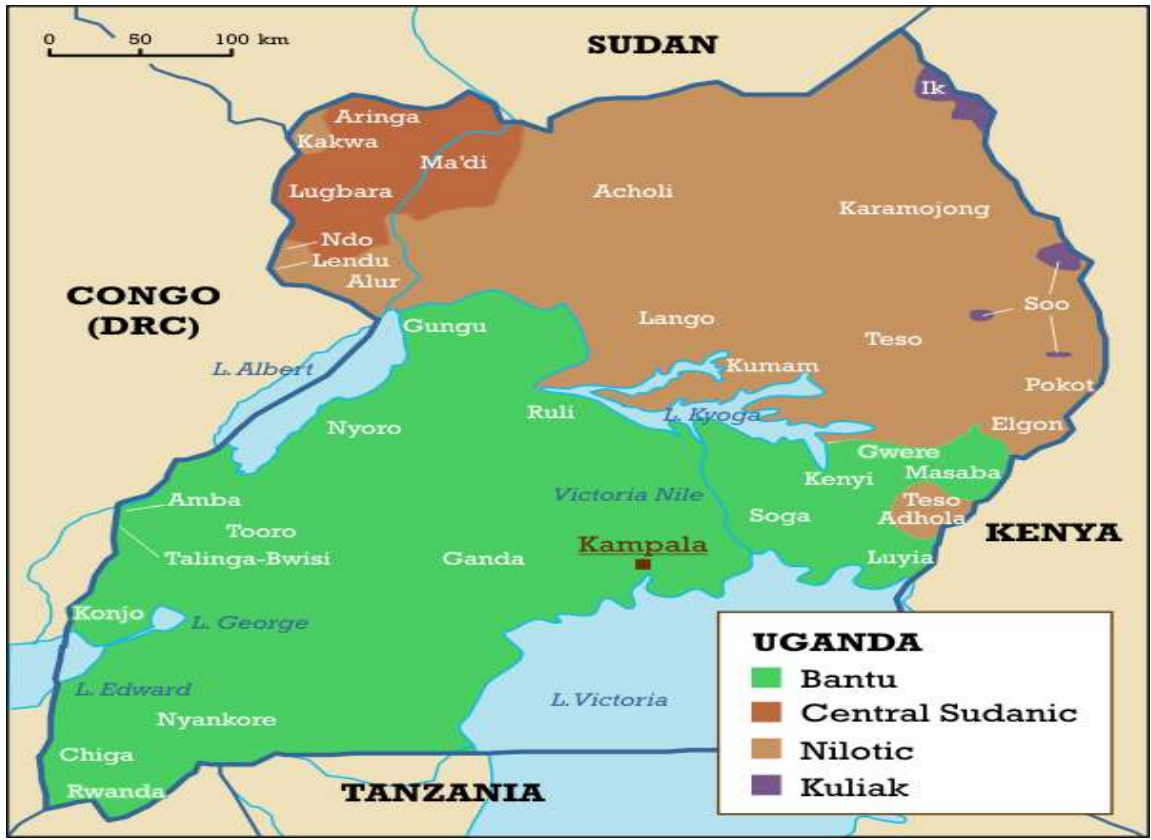 0 50 100 km
SUDAN
Ik
Aringa
Kakwa
Ma'di
Lugbara
Acholi
Karamojong
Ndo
Lendu
Alur
CONGO
(DRC)
Soo
Gungu
Lango
Teso
L. Albert
Kumam
Pokot
Ruli
L. Kyoga
Nyoro
Elgon
Gwere
Kenyi
Masaba
Amba
Victoria Nile
Teso
Soga
Adhola
Tooro
KENYA
Talinga-Bwisi
Ganda
Kampala
Luyia
Konjo
L. George
L. Edward
L. Victoria
Nyankore
Chiga
Rwanda
TANZANIA
UGANDA
Bantu
Central Sudanic
Nilotic
Kuliak